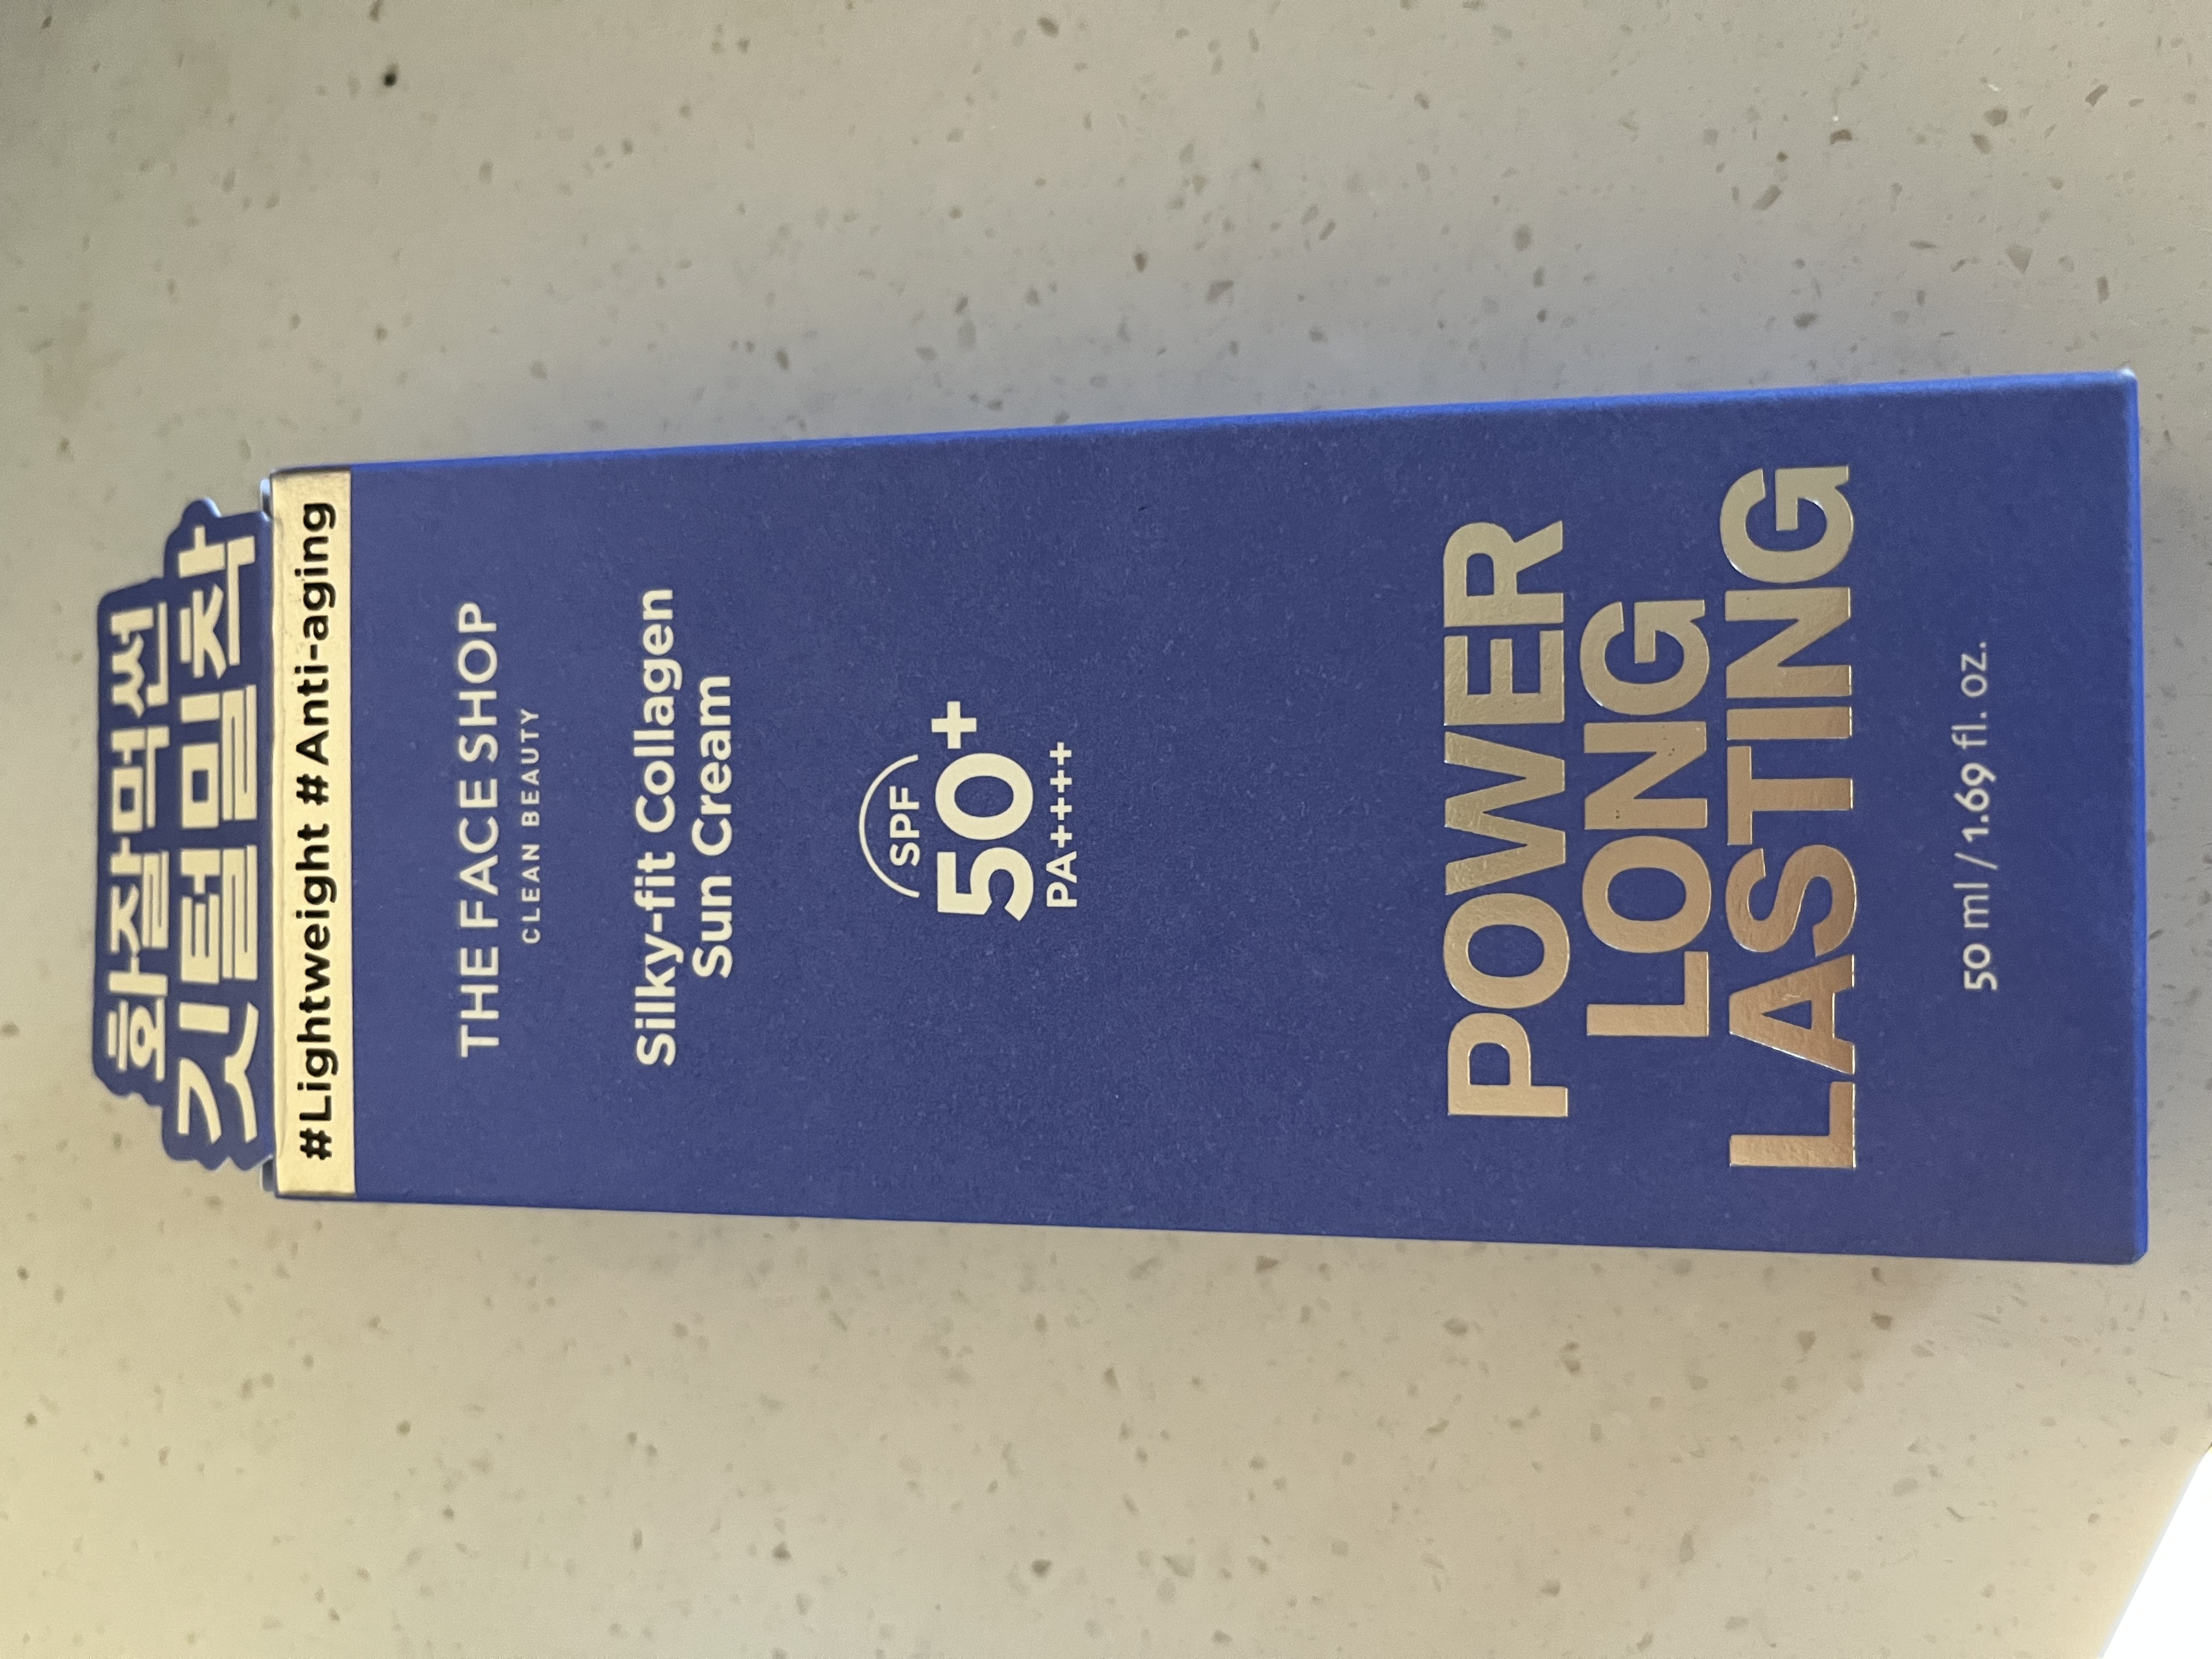 화잘먹썬
깃털밀착
#Lightweight #Anti-aging
THE FACE SHOP
CLEAN BEAUTY
Silky-fit Collagen
Sun Cream
SPF
50+
PA++++
POWER
LONG
LASTING
50 ml / 1.69 fl. oz.